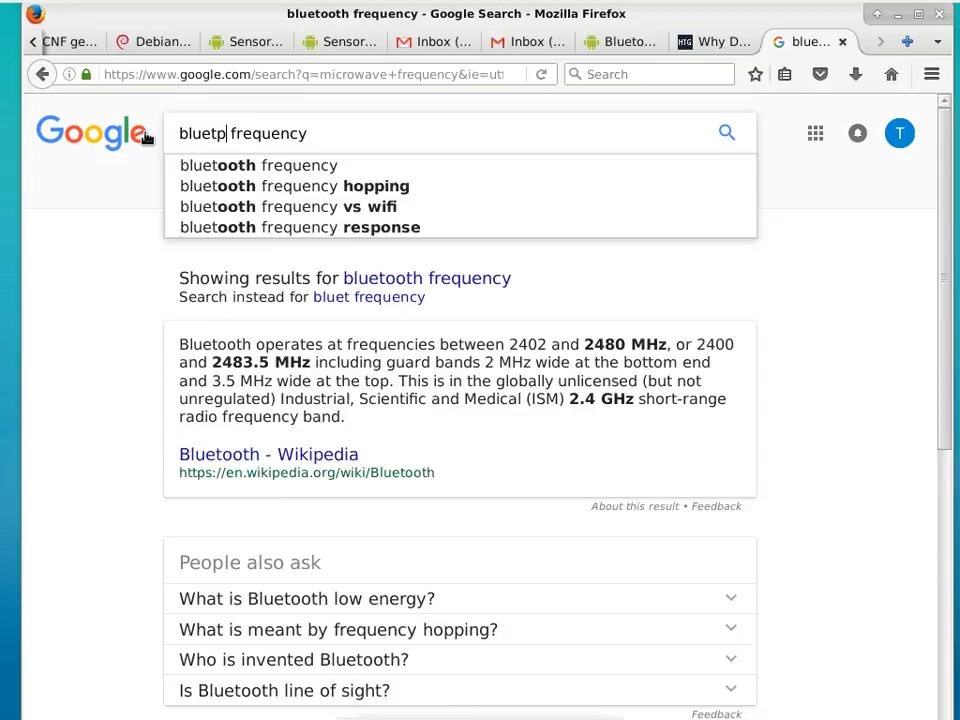 bluetooth frequency - Google Search - Mozilla Firefox
CNF ge... Debian... Sensor... Sensor... Inbox (... Inbox (... Blueto... HTG Why D... G blue...
https://www.google.com/search?q=microwave+frequency&ie=ut Search
Google bluetp frequency T
bluetooth frequency
bluetooth frequency hopping
bluetooth frequency vs wifi
bluetooth frequency response
Showing results for bluetooth frequency
Search instead for bluet frequency
Bluetooth operates at frequencies between 2402 and 2480 MHz, or 2400
and 2483.5 MHz including guard bands 2 MHz wide at the bottom end
and 3.5 MHz wide at the top. This is in the globally unlicensed (but not
unregulated) Industrial, Scientific and Medical (ISM) 2.4 GHz short-range
radio frequency band.
Bluetooth - Wikipedia
https://en.wikipedia.org/wiki/Bluetooth
About this result • Feedback
People also ask
What is Bluetooth low energy?
What is meant by frequency hopping?
Who is invented Bluetooth?
Is Bluetooth line of sight?
Feedback